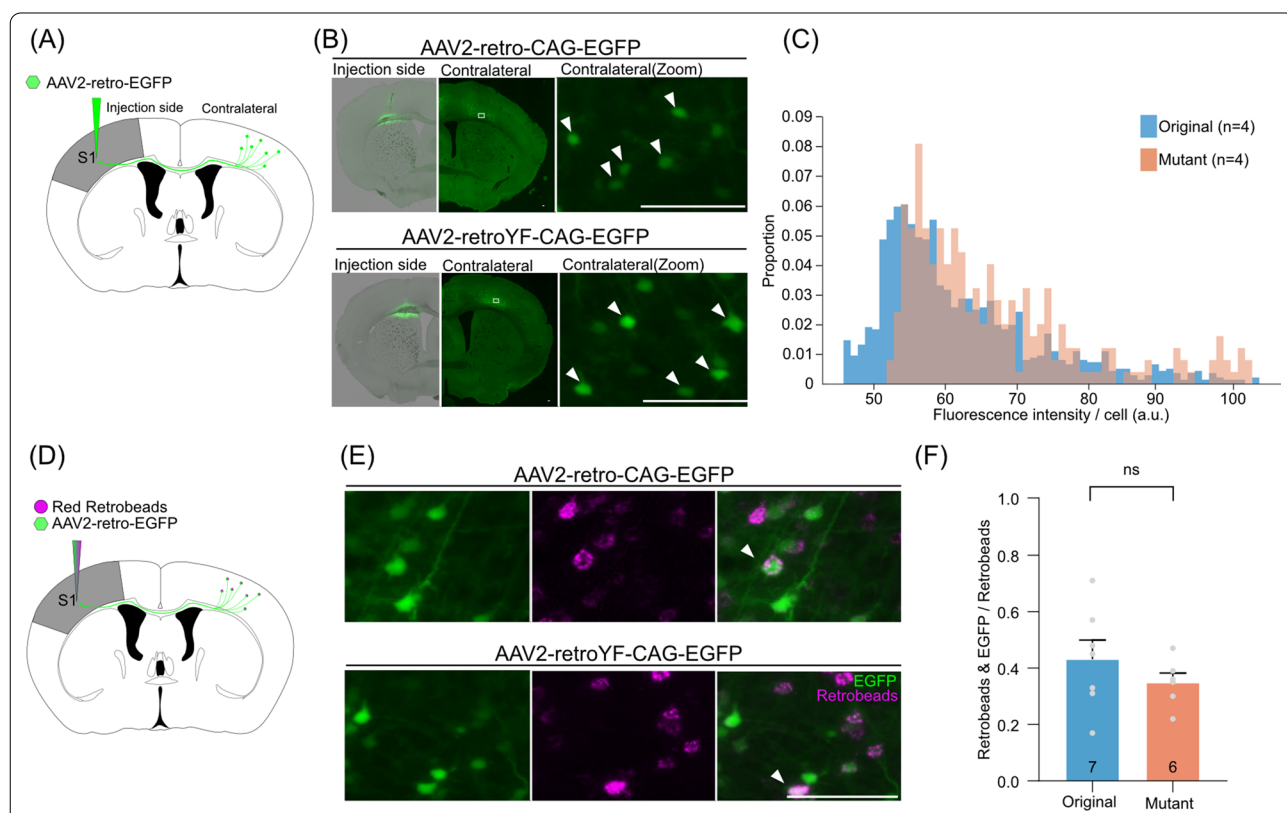 (A)
AAV2-retro-EGFP
Injection side
Contralateral
S1
(B)
AAV2-retro-CAG-EGFP
Injection side
Contralateral
Contralateral(Zoom)
AAV2-retroYF-CAG-EGFP
Injection side
Contralateral
Contralateral(Zoom)
(C)
Proportion
0.09
0.08
0.07
0.06
0.05
0.04
0.03
0.02
0.01
0
50
60
70
80
90
100
Fluorescence intensity / cell (a.u.)
Original (n=4)
Mutant (n=4)
(D)
Red Retrobeads
AAV2-retro-EGFP
S1
(E)
AAV2-retro-CAG-EGFP
AAV2-retroYF-CAG-EGFP
EGFP
Retrobeads
(F)
ns
Retrobeads & EGFP / Retrobeads
1.0
0.8
0.6
0.4
0.2
0.0
7
6
Original
Mutant